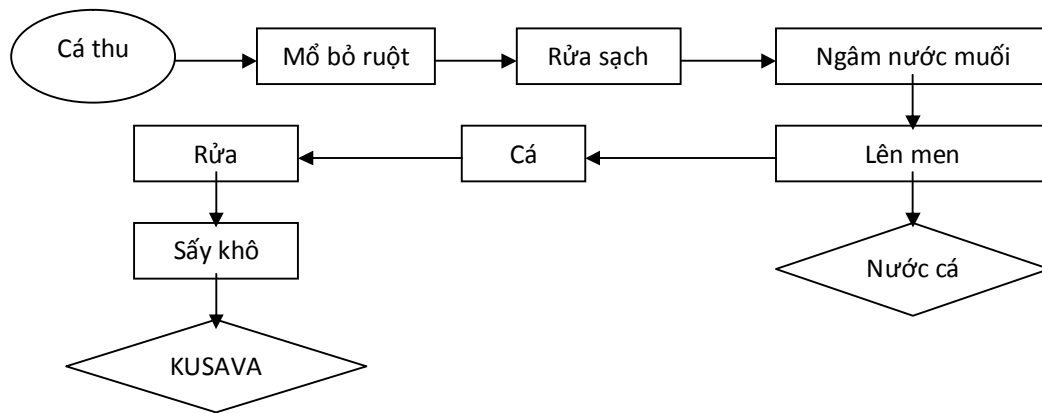 Cá thu
Mổ bỏ ruột
Rửa sạch
Ngâm nước muối
Rửa
Cá
Lên men
Sấy khô
Nước cá
KUSAVA